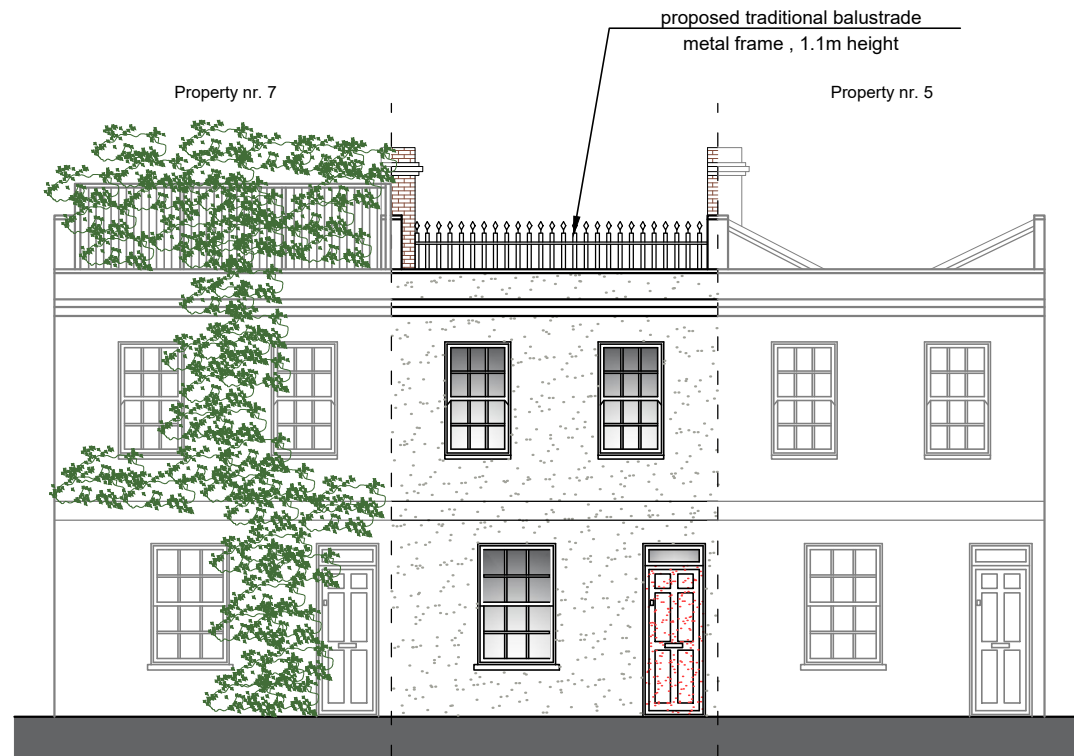 proposed traditional balustrade
metal frame , 1.1m height
Property nr. 7
Property nr. 5